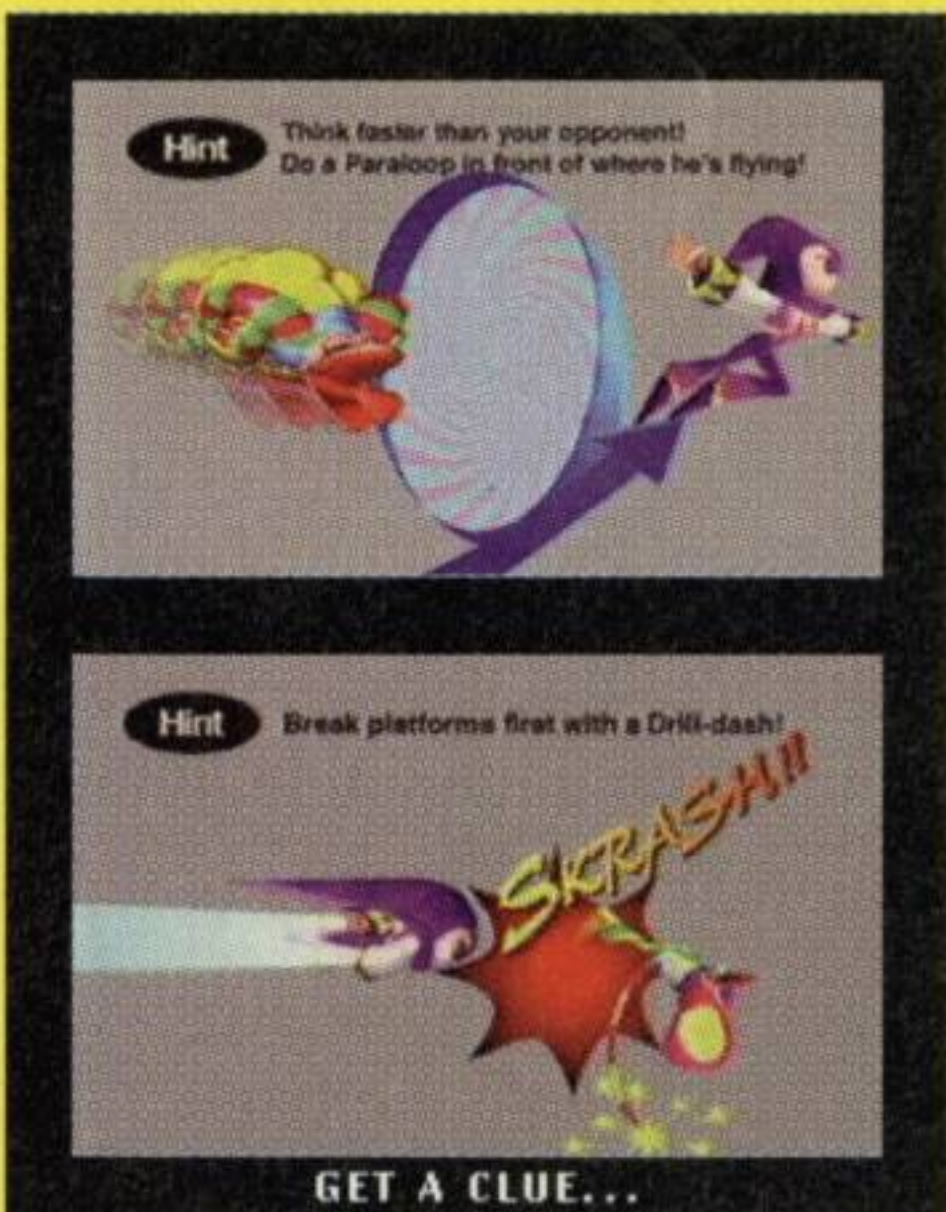 Hint
Think faster than your opponent!
Do a Paraloop in front of where he's flying!
Hint
Break platforms first with a Drill-dash!
SKRASH!!
GET A CLUE...